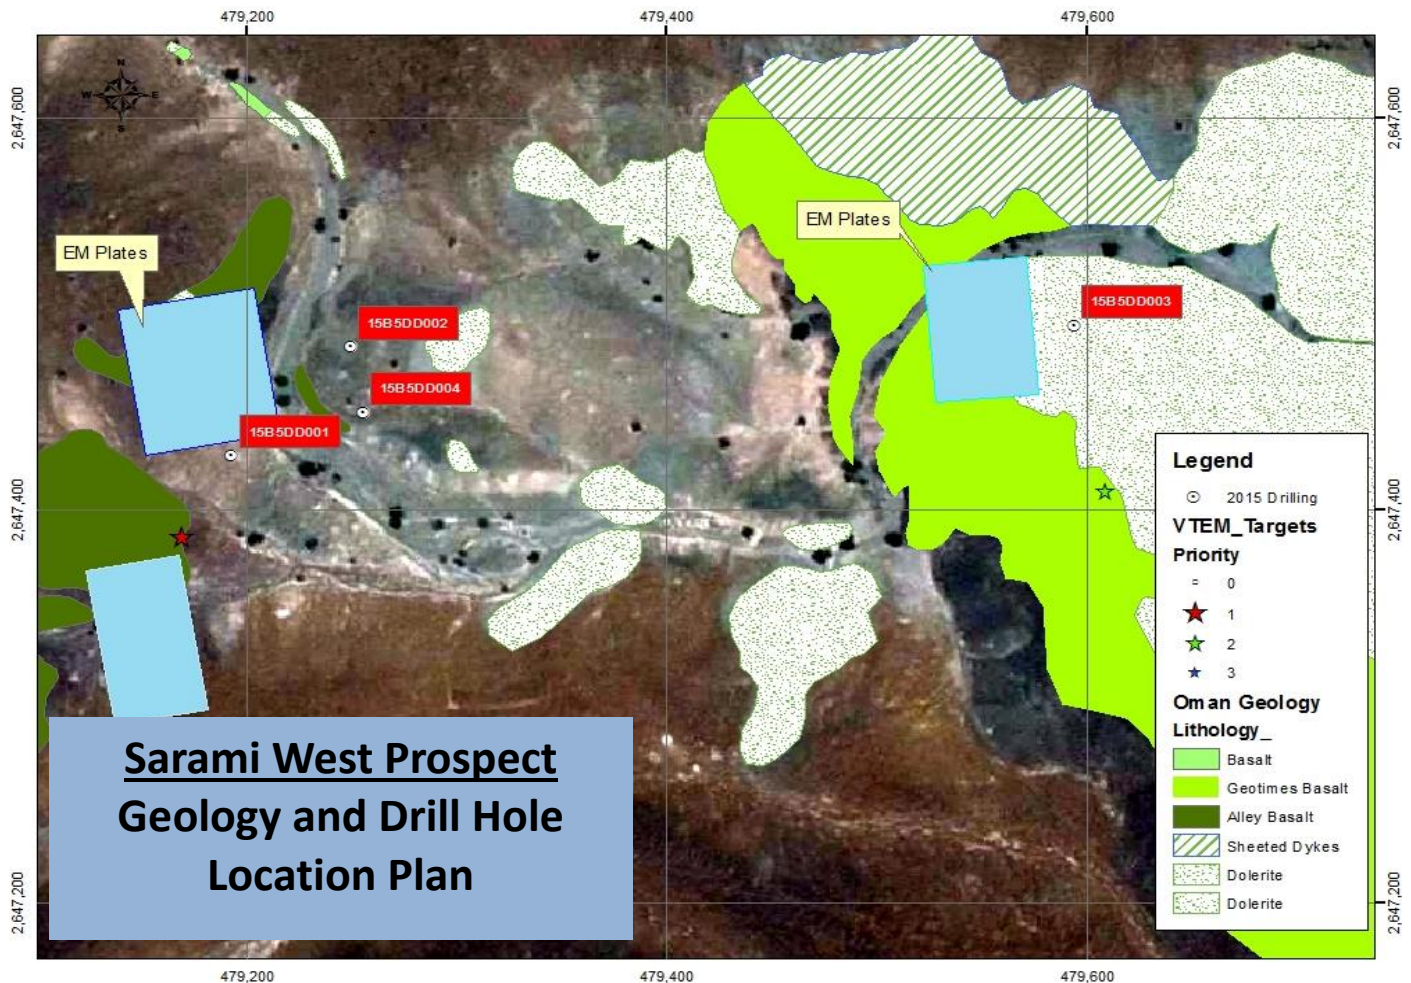 479,200
479,400
479,600
2,647,600
2,647,600
N
W
E
S
EM Plates
EM Plates
15B5DD003
15B5DD002
15B5DD004
15B5DD001
2,647,400
2,647,400
Legend
2015 Drilling
VTEM_Targets
Priority
0
1
2
3
Oman Geology
Lithology_
Basalt
Geotimes Basalt
Alley Basalt
Sheeted Dykes
Dolerite
Dolerite
Sarami West Prospect
Geology and Drill Hole
Location Plan
2,647,200
2,647,200
479,200
479,400
479,600